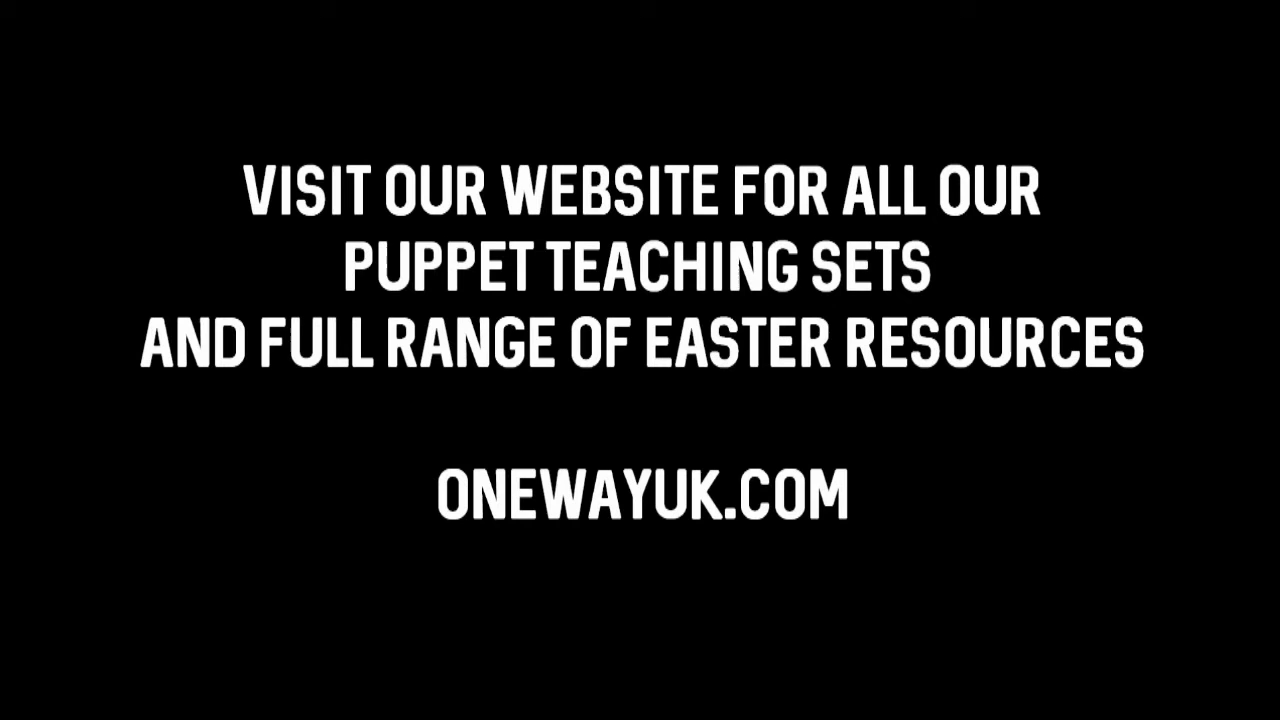 VISIT OUR WEBSITE FOR ALL OUR
PUPPET TEACHING SETS
AND FULL RANGE OF EASTER RESOURCES
ONEWAYUK.COM